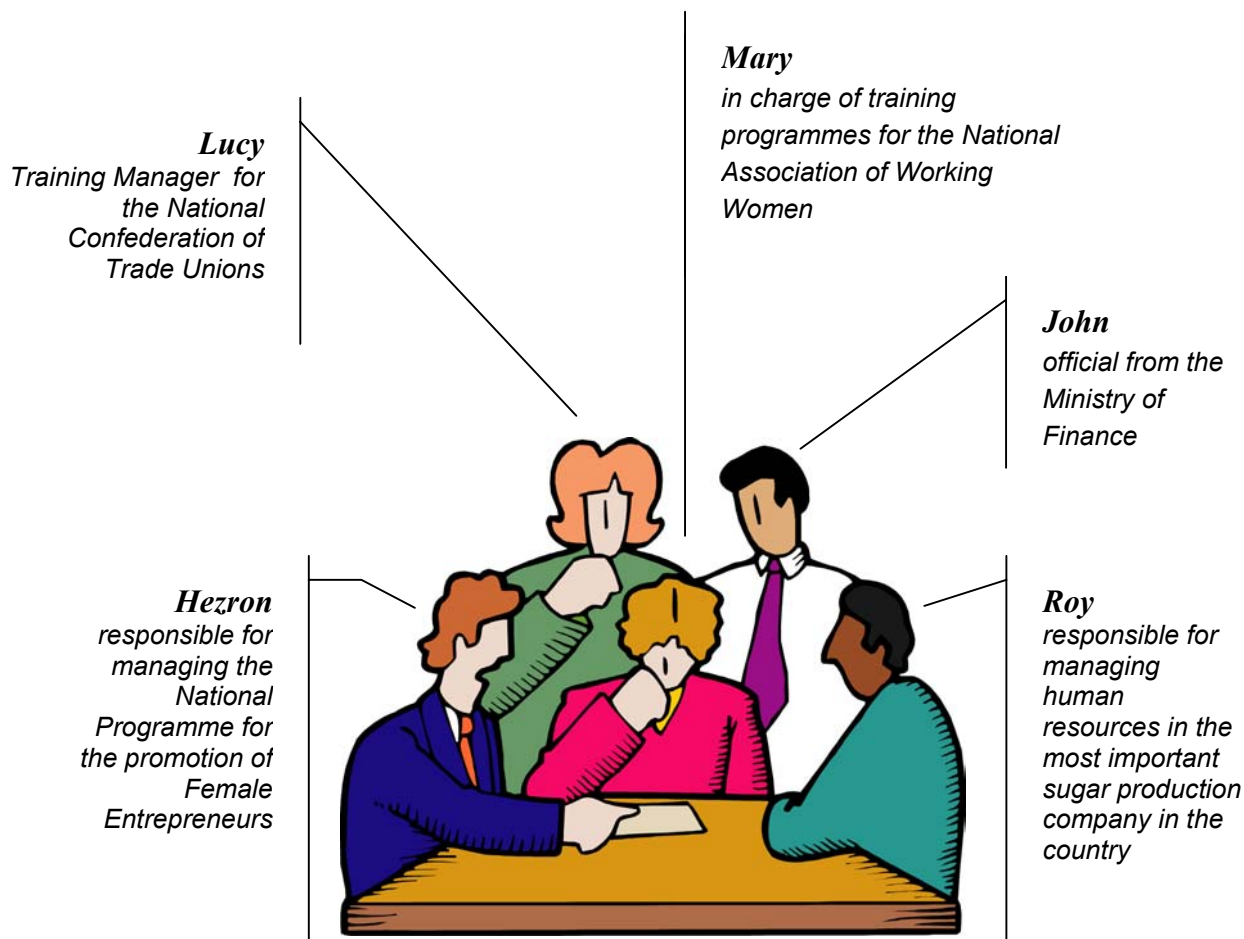 Lucy
Training Manager for
the National
Confederation of
Trade Unions
Mary
in charge of training
programmes for the National
Association of Working
Women
John
official from the
Ministry of
Finance
Hezron
responsible for
managing the
National
Programme for
the promotion of
Female
Entrepreneurs
Roy
responsible for
managing
human
resources in the
most important
sugar production
company in the
country